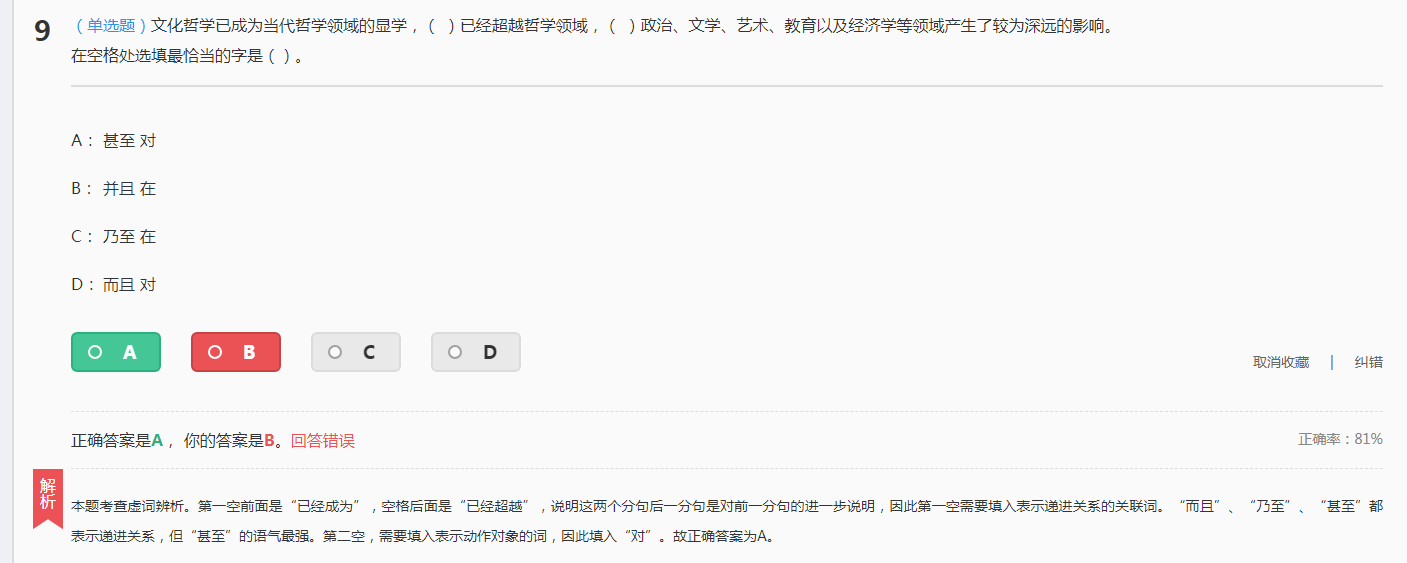 9 （单选题）文化哲学已成为当代哲学领域的显学，（ ）已经超越哲学领域，（ ）政治、文学、艺术、教育以及经济学等领域产生了较为深远的影响。
在空格处选填最恰当的字是（ ）。
A： 甚至 对
B： 并且 在
C： 乃至 在
D： 而且 对
A B C D
取消收藏 | 纠错
正确答案是A， 你的答案是B。回答错误
正确率：81%
解析
本题考查虚词辨析。第一空前面是“已经成为”，空格后面是“已经超越”，说明这两个分句后一分句是对前一分句的进一步说明，因此第一空需要填入表示递进关系的关联词。“而且”、“乃至”、“甚至”都
表示递进关系，但“甚至”的语气最强。第二空，需要填入表示动作对象的词，因此填入“对”。故正确答案为A。